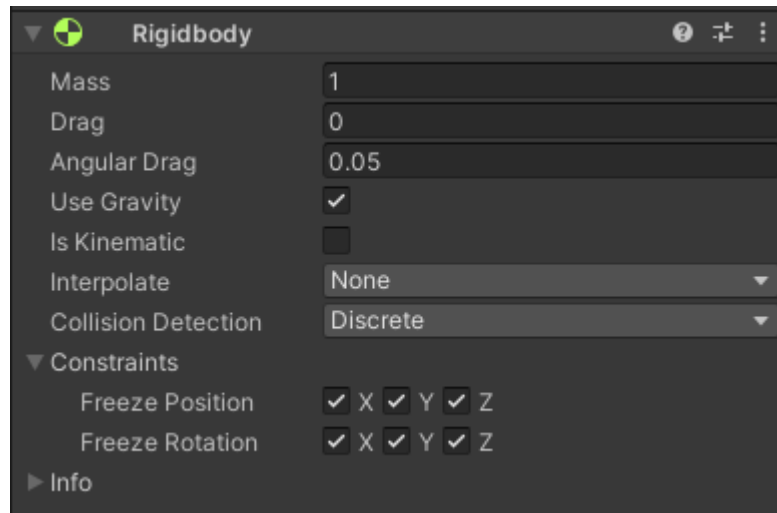 Rigidbody
Mass 1
Drag 0
Angular Drag 0.05
Use Gravity
Is Kinematic
Interpolate None
Collision Detection Discrete
Constraints
Freeze Position X Y Z
Freeze Rotation X Y Z
Info